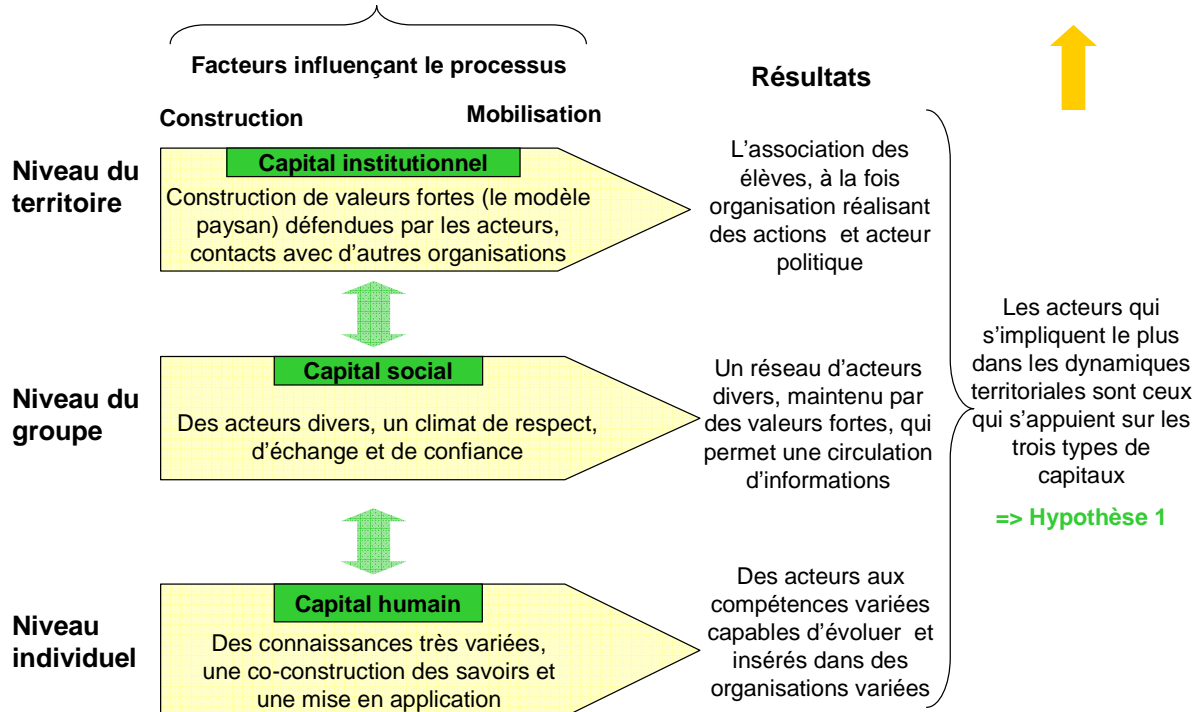 Facteurs influençant le processus
Résultats
Construction
Mobilisation
Niveau du
territoire
Capital institutionnel
Construction de valeurs fortes (le modèle
paysan) défendues par les acteurs,
contacts avec d'autres organisations
L'association des
élèves, à la fois
organisation réalisant
des actions et acteur
politique
Niveau du
groupe
Capital social
Des acteurs divers, un climat de respect,
d'échange et de confiance
Un réseau d'acteurs
divers, maintenu par
des valeurs fortes, qui
permet une circulation
d'informations
Niveau
individuel
Capital humain
Des connaissances très variées,
une co-construction des savoirs et
une mise en application
Des acteurs aux
compétences variées
capables d'évoluer et
insérés dans des
organisations variées
Les acteurs qui
s'impliquent le plus
dans les dynamiques
territoriales sont ceux
qui s'appuient sur les
trois types de
capitaux
=> Hypothèse 1